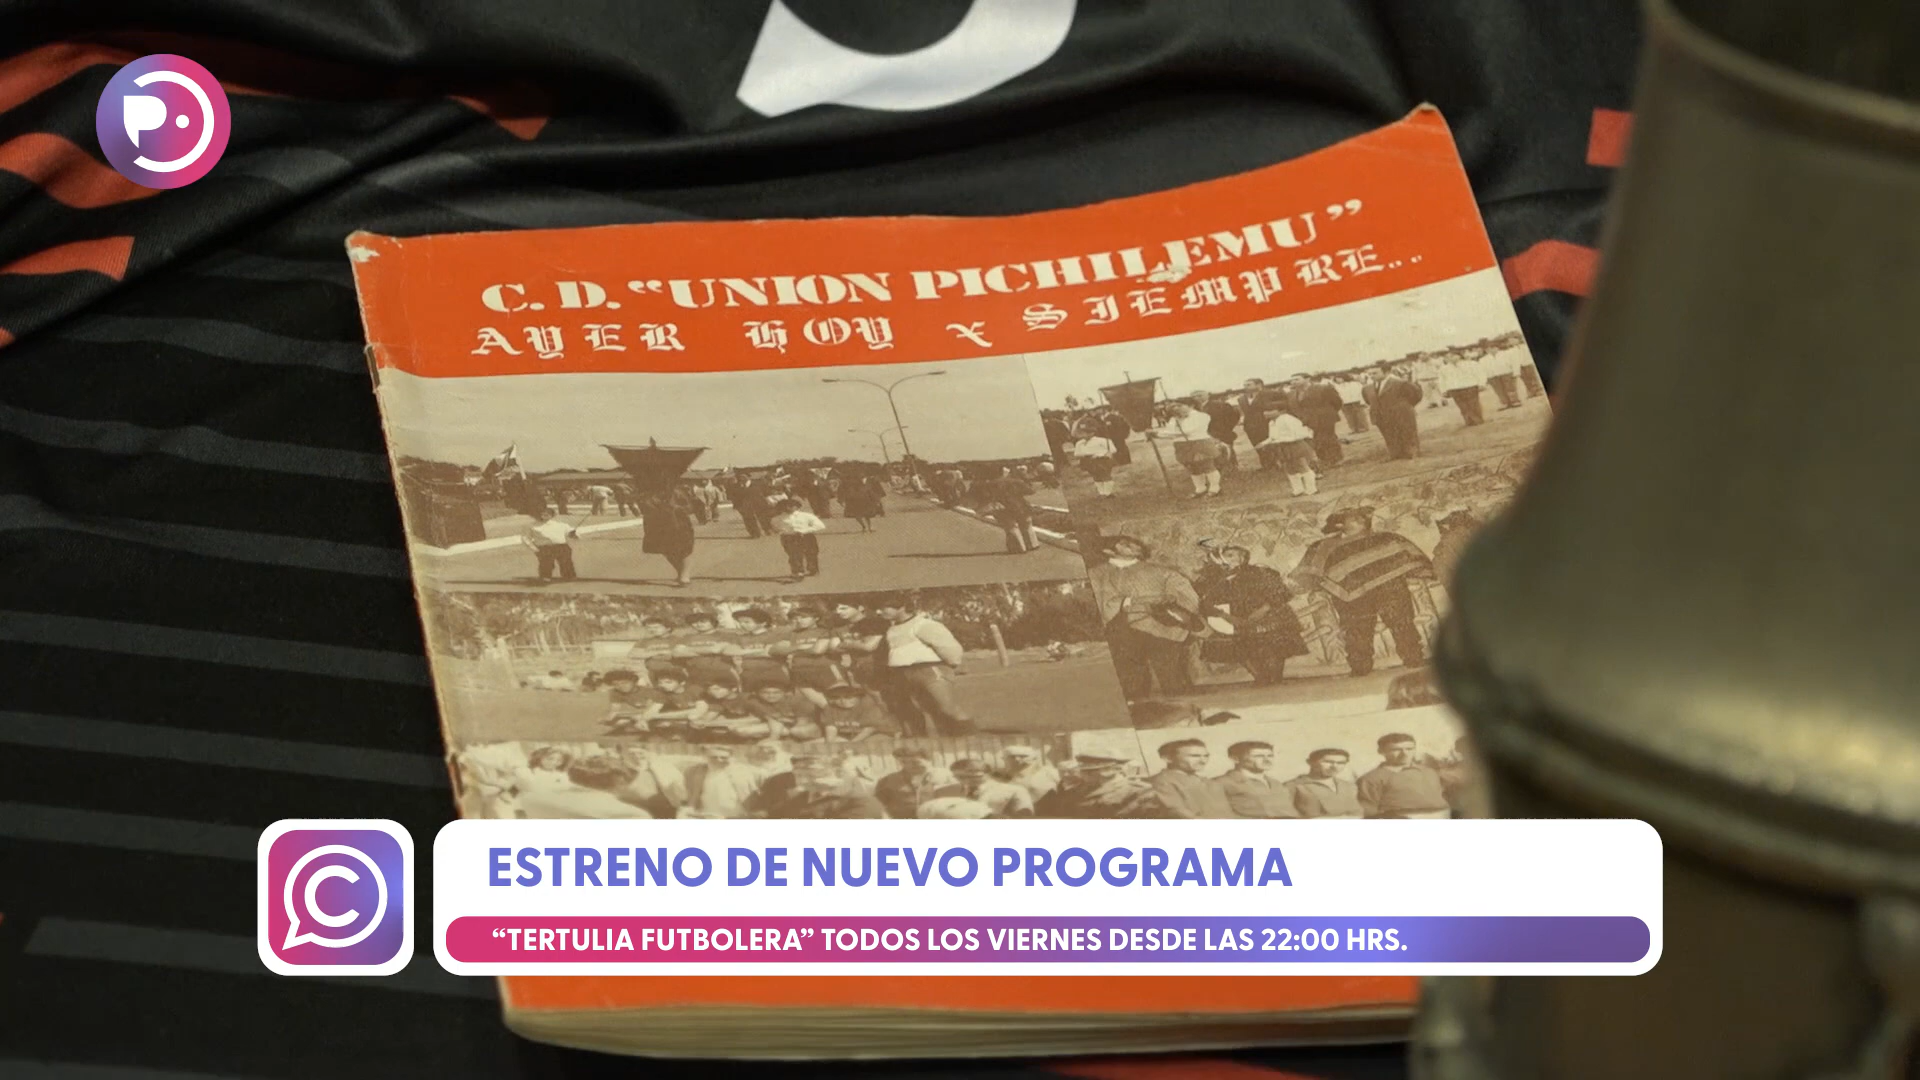 P
C. D. “UNION PICHILEMU”
AYER HOY Y SIEMPRE...
C
ESTRENO DE NUEVO PROGRAMA
“TERTULIA FUTBOLERA” TODOS LOS VIERNES DESDE LAS 22:00 HRS.